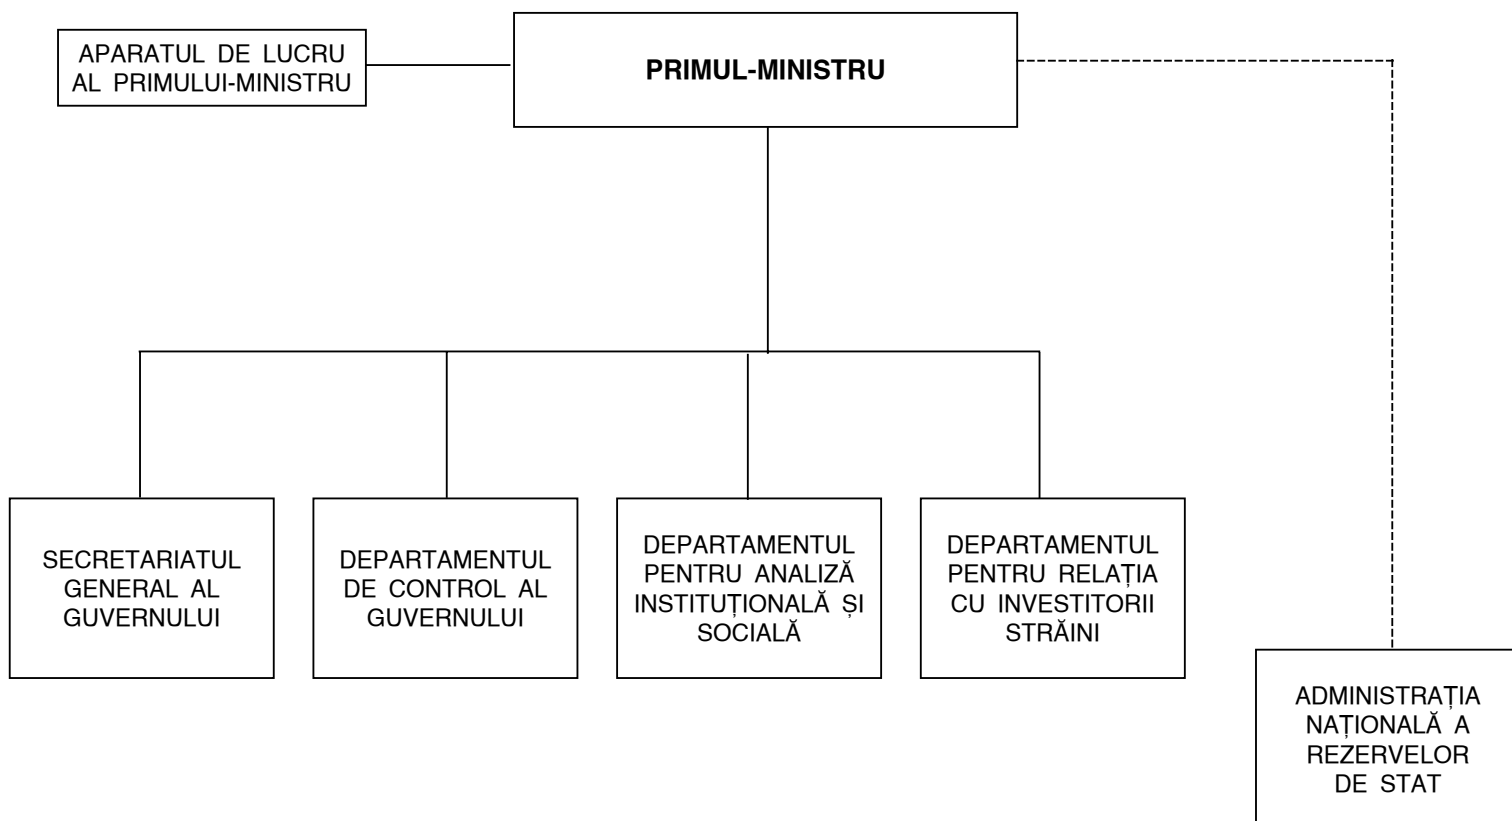 APARATUL DE LUCRU
AL PRIMULUI-MINISTRU
PRIMUL-MINISTRU
SECRETARIATUL
GENERAL AL
GUVERNULUI
DEPARTAMENTUL
DE CONTROL AL
GUVERNULUI
DEPARTAMENTUL
PENTRU ANALIZĂ
INSTITUȚIONALĂ ȘI
SOCIALĂ
DEPARTAMENTUL
PENTRU RELAȚIA
CU INVESTITORII
STRĂINI
ADMINISTRAȚIA
NAȚIONALĂ A
REZERVELOR
DE STAT